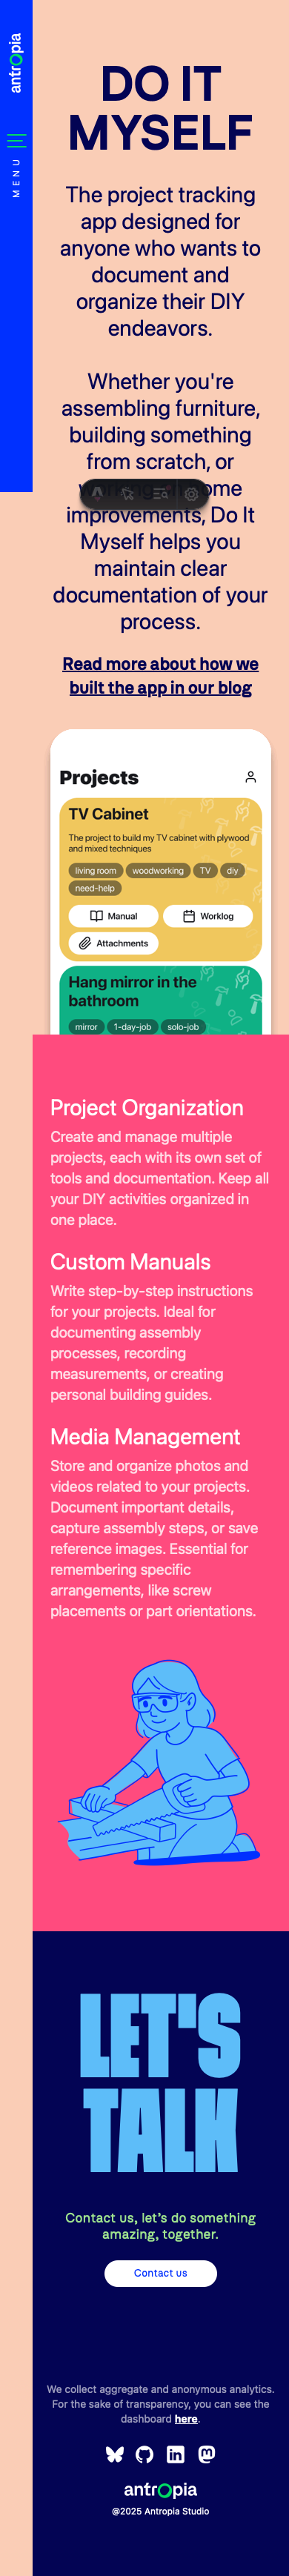 antropia
MENU
DO IT
MYSELF
The project tracking
app designed for
anyone who wants to
document and
organize their DIY
endeavors.
Whether you're
assembling furniture,
building something
from scratch, or
ome
improvements, Do It
Myself helps you
maintain clear
documentation of your
process.
Read more about how we
built the app in our blog
Projects
TV Cabinet
The project to build my TV cabinet with plywood
and mixed techniques
living room woodworking TV diy
need-help
Manual Worklog
Attachments
Hang mirror in the
bathroom
mirror 1-day-job solo-job
Project Organization
Create and manage multiple
projects, each with its own set of
tools and documentation. Keep all
your DIY activities organized in
one place.
Custom Manuals
Write step-by-step instructions
for your projects. Ideal for
documenting assembly
processes, recording
measurements, or creating
personal building guides.
Media Management
Store and organize photos and
videos related to your projects.
Document important details,
capture assembly steps, or save
reference images. Essential for
remembering specific
arrangements, like screw
placements or part orientations.
LET'S
TALK
Contact us, let’s do something
amazing, together.
Contact us
We collect aggregate and anonymous analytics.
For the sake of transparency, you can see the
dashboard here.
antropia
@2025 Antropia Studio